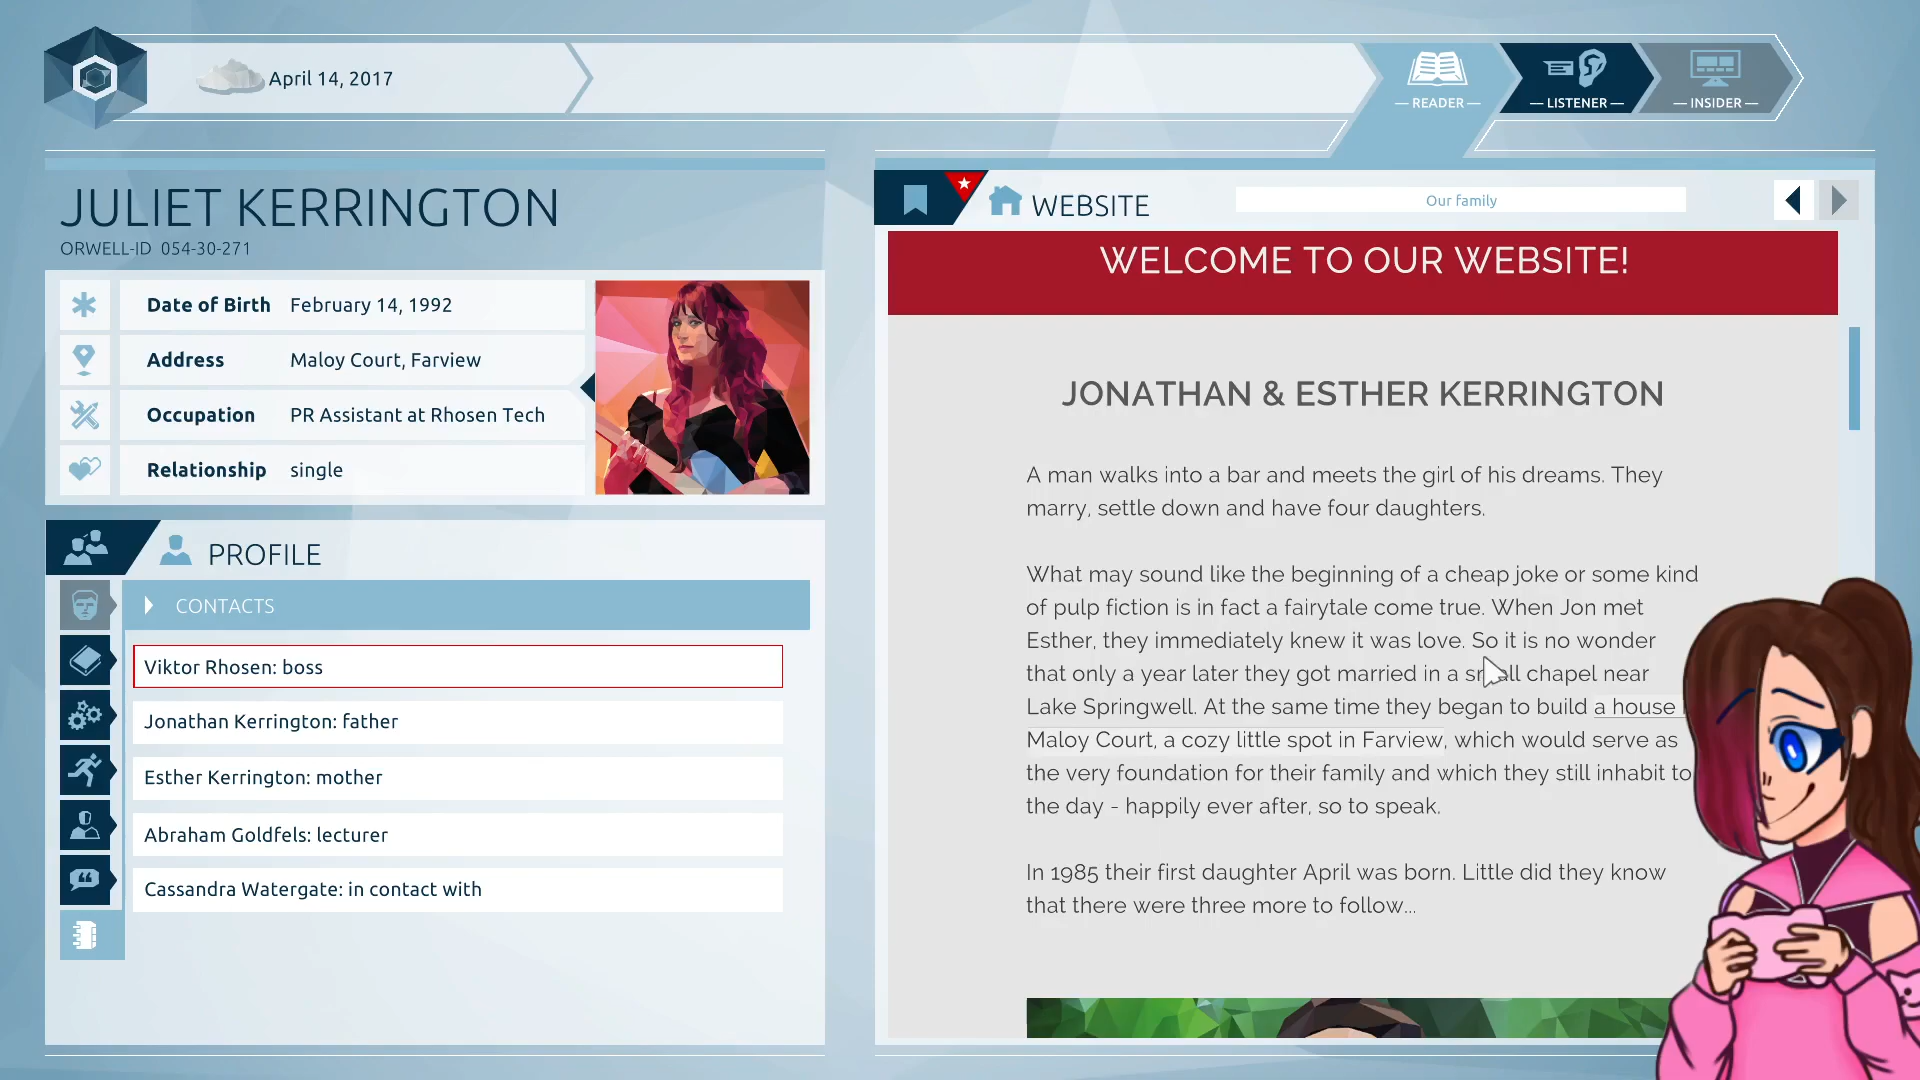 April 14, 2017
— READER —
— LISTENER —
— INSIDER —
JULIET KERRINGTON
ORWELL-ID 054-30-271
Date of Birth February 14, 1992
Address Maloy Court, Farview
Occupation PR Assistant at Rhosen Tech
Relationship single
PROFILE
CONTACTS
Viktor Rhosen: boss
Jonathan Kerrington: father
Esther Kerrington: mother
Abraham Goldfels: lecturer
Cassandra Watergate: in contact with
WEBSITE
Our family
WELCOME TO OUR WEBSITE!
JONATHAN & ESTHER KERRINGTON
A man walks into a bar and meets the girl of his dreams. They
marry, settle down and have four daughters.
What may sound like the beginning of a cheap joke or some kind
of pulp fiction is in fact a fairytale come true. When Jon met
Esther, they immediately knew it was love. So it is no wonder
that only a year later they got married in a small chapel near
Lake Springwell. At the same time they began to build a house
Maloy Court, a cozy little spot in Farview, which would serve as
the very foundation for their family and which they still inhabit to
the day - happily ever after, so to speak.
In 1985 their first daughter April was born. Little did they know
that there were three more to follow...